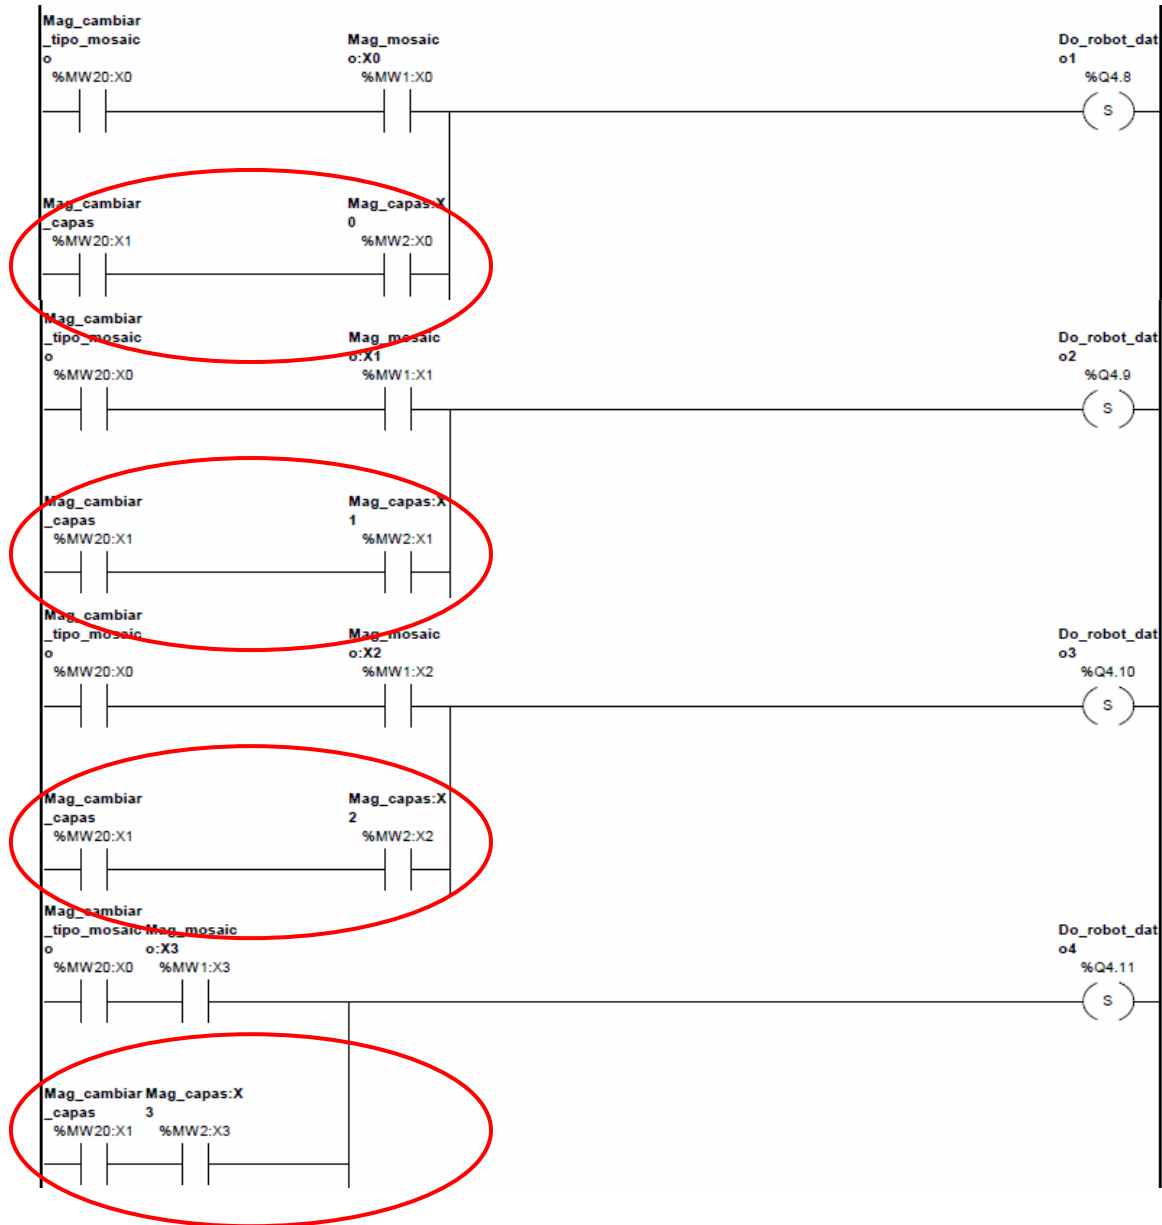 Mag_cambiar
_tipo_mosaic
o
%MW20:X0
Mag_mosaic
o:X0
%MW1:X0
Do_robot_dat
o1
%Q4.8
S
Mag_cambiar
_capas
%MW20:X1
Mag_capas:X
0
%MW2:X0
Mag_cambiar
_tipo_mosaic
o
%MW20:X0
Mag_mosaic
o:X1
%MW1:X1
Do_robot_dat
o2
%Q4.9
S
Mag_cambiar
_capas
%MW20:X1
Mag_capas:X
1
%MW2:X1
Mag_cambiar
_tipo_mosaic
o
%MW20:X0
Mag_mosaic
o:X2
%MW1:X2
Do_robot_dat
o3
%Q4.10
S
Mag_cambiar
_capas
%MW20:X1
Mag_capas:X
2
%MW2:X2
Mag_cambiar
_tipo_mosaic
o
%MW20:X0
Mag_mosaic
o:X3
%MW1:X3
Do_robot_dat
o4
%Q4.11
S
Mag_cambiar
_capas
%MW20:X1
Mag_capas:X
3
%MW2:X3